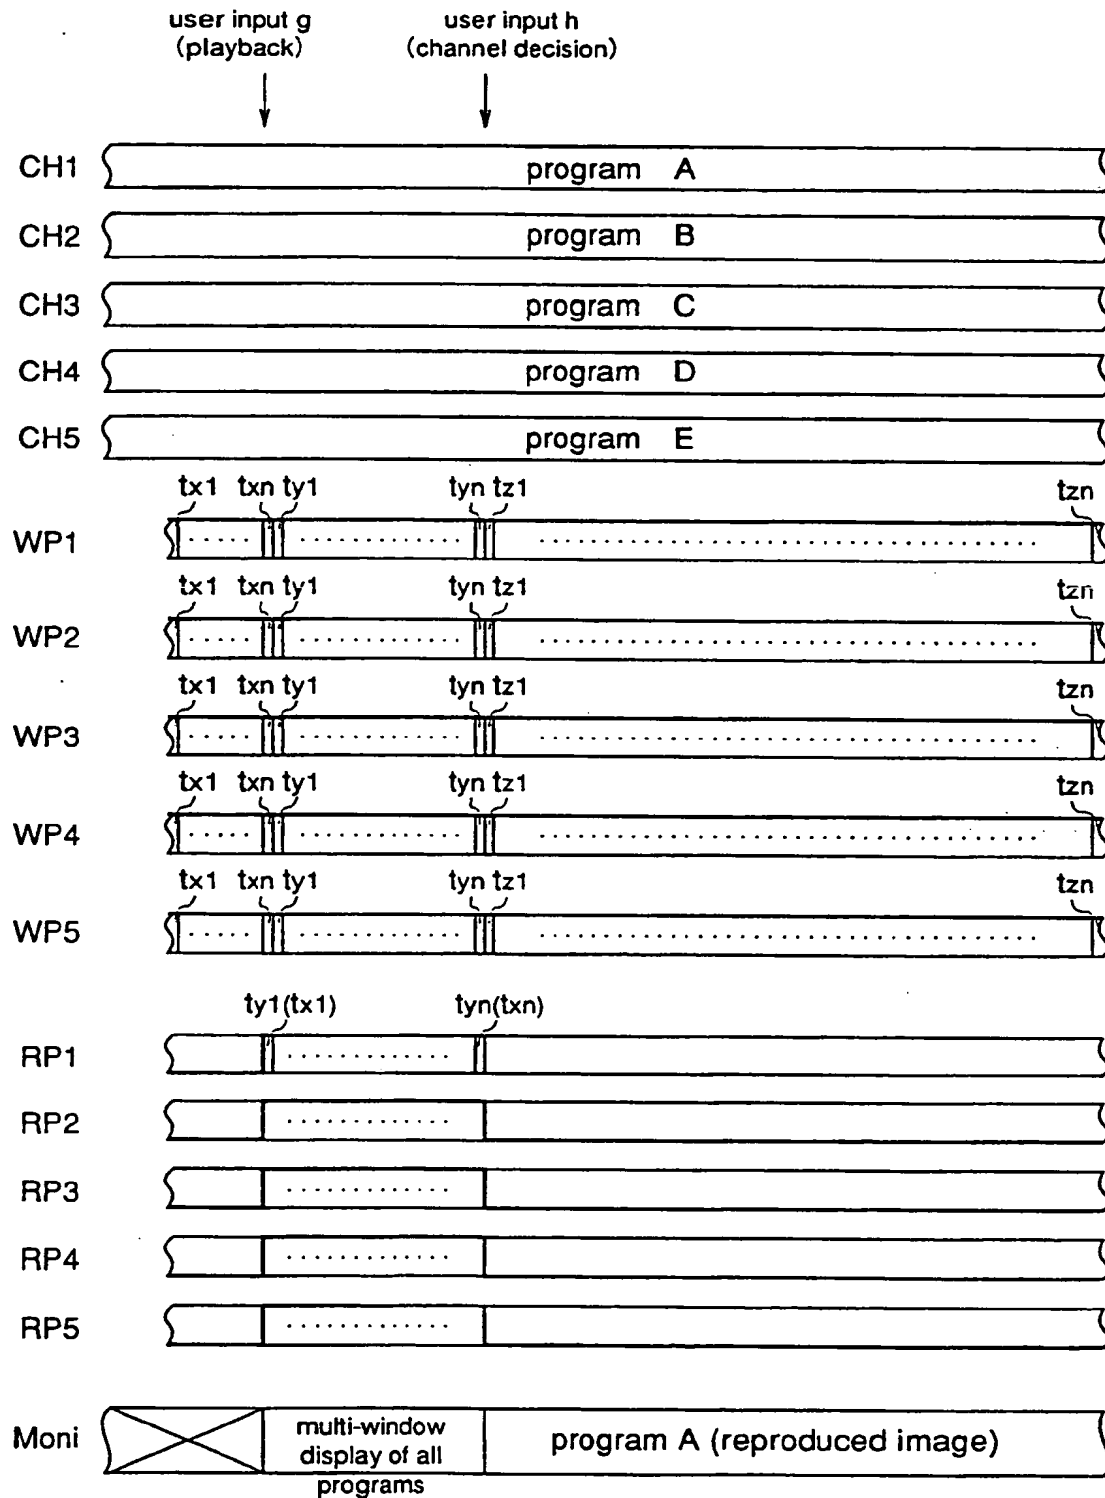 user input g
(playback)
user input h
(channel decision)
CH1
program A
CH2
program B
CH3
program C
CH4
program D
CH5
program E
tx1 txn ty1 tyn tz1 tzn
WP1
tx1 txn ty1 tyn tz1 tzn
WP2
tx1 txn ty1 tyn tz1 tzn
WP3
tx1 txn ty1 tyn tz1 tzn
WP4
tx1 txn ty1 tyn tz1 tzn
WP5
ty1(tx1) tyn(txn)
RP1
RP2
RP3
RP4
RP5
Moni
multi-window
display of all
programs
program A (reproduced image)